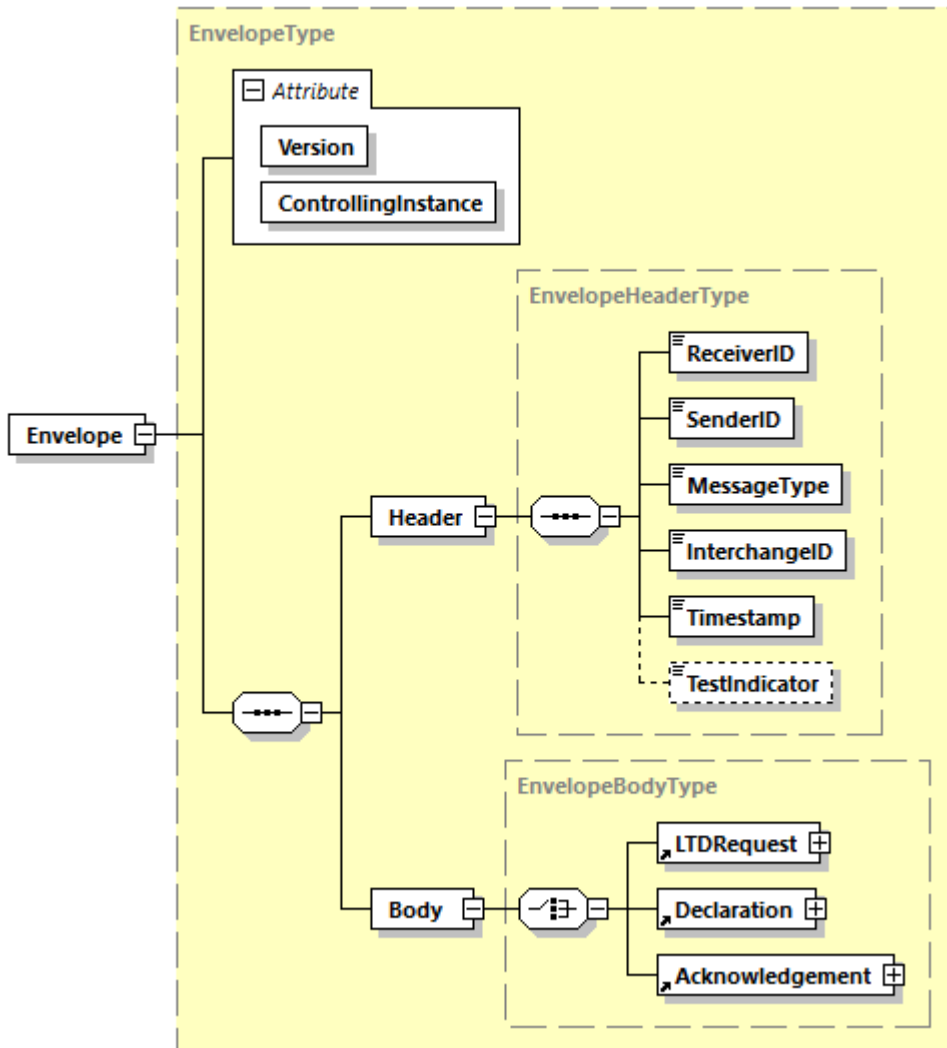 EnvelopeType
Attribute
Version
ControllingInstance
EnvelopeHeaderType
ReceiverID
SenderID
Envelope
MessageType
Header
InterchangeID
Timestamp
TestIndicator
EnvelopeBodyType
LTDRequest
Body
Declaration
Acknowledgement